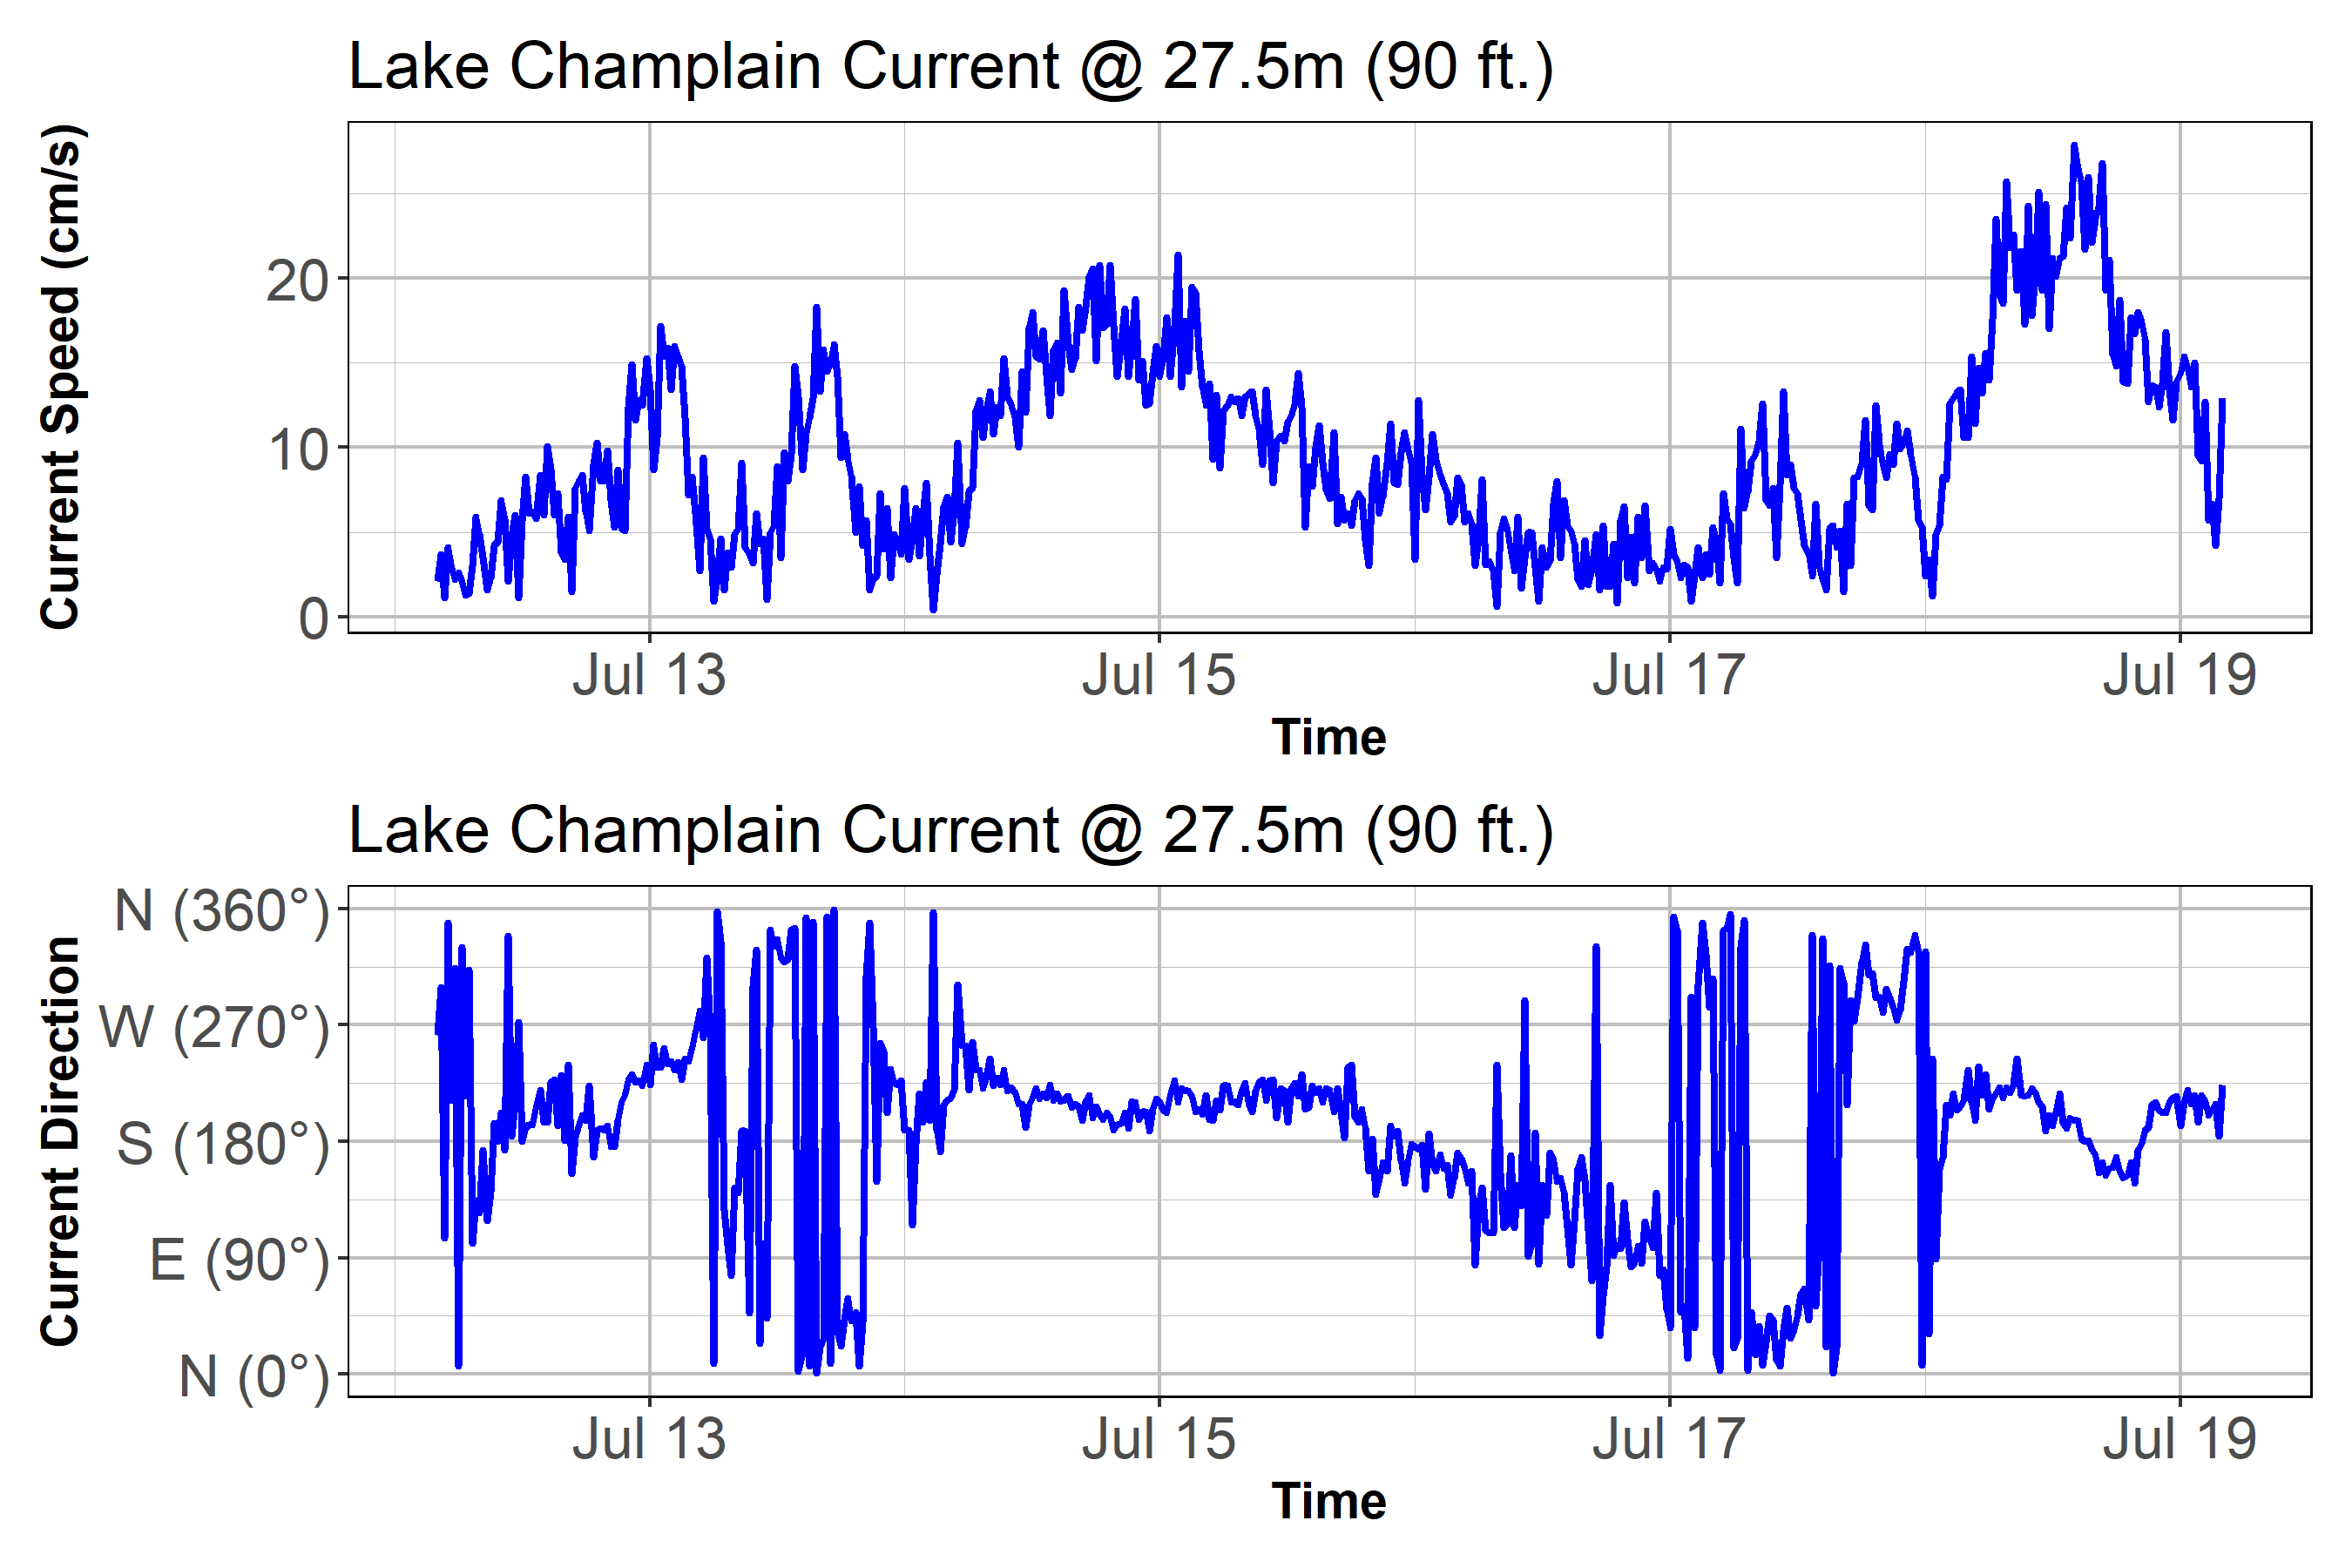 Lake Champlain Current @ 27.5m (90 ft.)
Current Speed (cm/s)
20
10
0
Jul 13 Jul 15 Jul 17 Jul 19
Time
Lake Champlain Current @ 27.5m (90 ft.)
Current Direction
N (360°)
W (270°)
S (180°)
E (90°)
N (0°)
Jul 13 Jul 15 Jul 17 Jul 19
Time